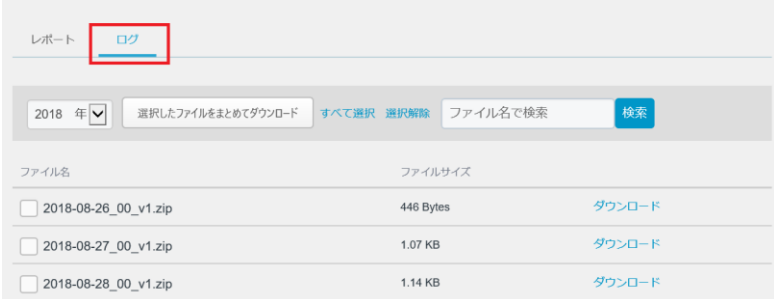 レポート ログ
2018 年 選択したファイルをまとめてダウンロード すべて選択 選択解除 ファイル名で検索 検索
ファイル名 ファイルサイズ
2018-08-26_00_v1.zip 446 Bytes ダウンロード
2018-08-27_00_v1.zip 1.07 KB ダウンロード
2018-08-28_00_v1.zip 1.14 KB ダウンロード